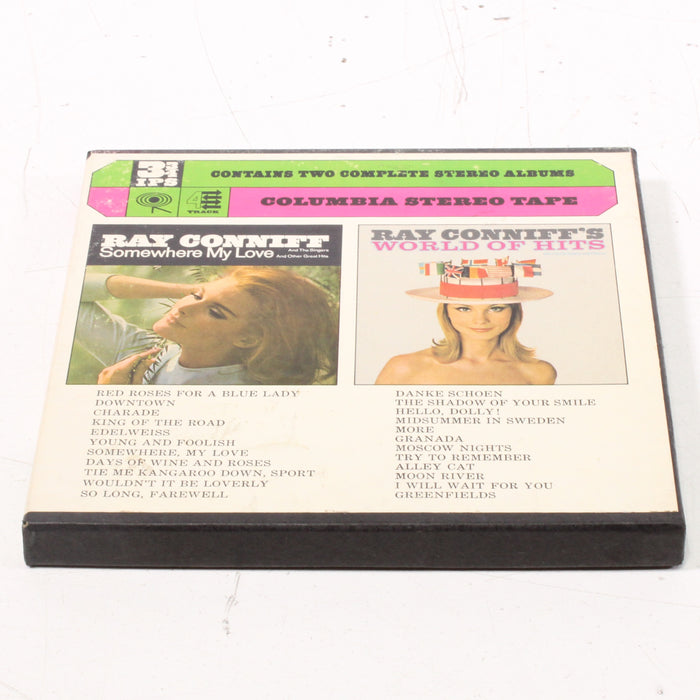 3 3/4 IPS
CONTAINS TWO COMPLETE STEREO ALBUMS
4 TRACK
COLUMBIA STEREO TAPE
RAY CONNIFF
And The Singers
Somewhere My Love
And Other Great Hits
RAY CONNIFF'S
WORLD OF HITS
RED ROSES FOR A BLUE LADY
DOWNTOWN
CHARADE
KING OF THE ROAD
EDELWEISS
YOUNG AND FOOLISH
SOMEWHERE, MY LOVE
DAYS OF WINE AND ROSES
TIE ME KANGAROO DOWN, SPORT
WOULDN'T IT BE LOVERLY
SO LONG, FAREWELL
DANKE SCHOEN
THE SHADOW OF YOUR SMILE
HELLO, DOLLY!
MIDSUMMER IN SWEDEN
MORE
GRANADA
MOSCOW NIGHTS
TRY TO REMEMBER
ALLEY CAT
MOON RIVER
I WILL WAIT FOR YOU
GREENFIELDS